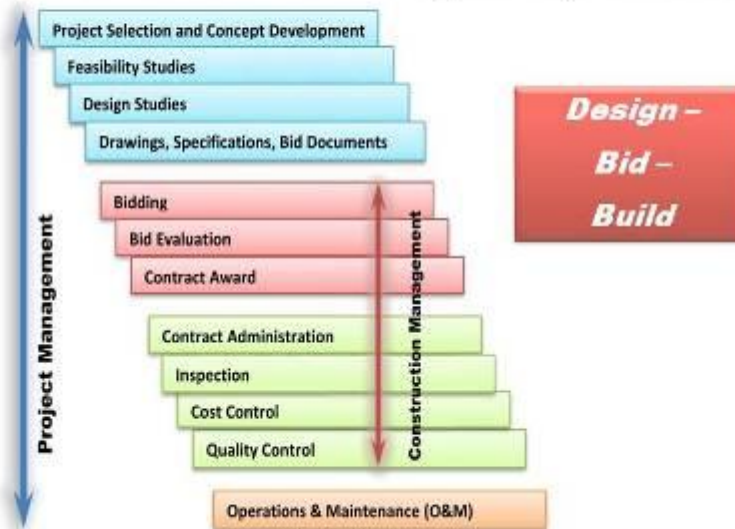 Project Selection and Concept Development
Feasibility Studies
Design Studies
Drawings, Specifications, Bid Documents
Design –
Bid –
Build
Bidding
Bid Evaluation
Contract Award
Contract Administration
Inspection
Cost Control
Quality Control
Operations & Maintenance (O&M)
Project Management
Construction Management